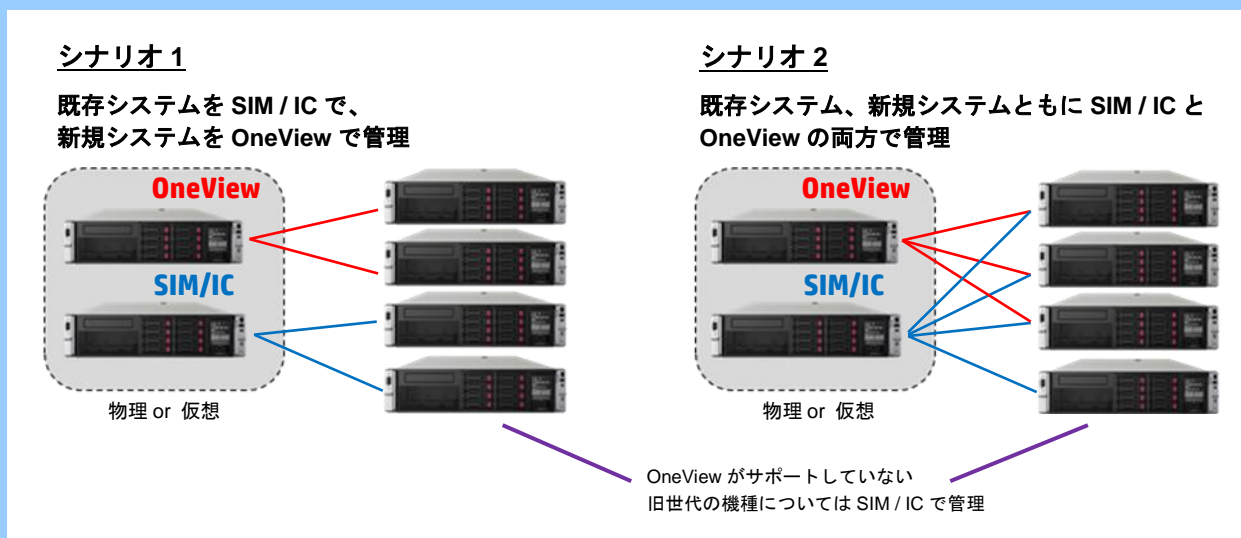 シナリオ 1
既存システムを SIM / IC で、
新規システムを OneView で管理
OneView
SIM/IC
物理 or 仮想
シナリオ 2
既存システム、新規システムともに SIM / IC と
OneView の両方で管理
OneView
SIM/IC
物理 or 仮想
OneView がサポートしていない
旧世代の機種については SIM / IC で管理